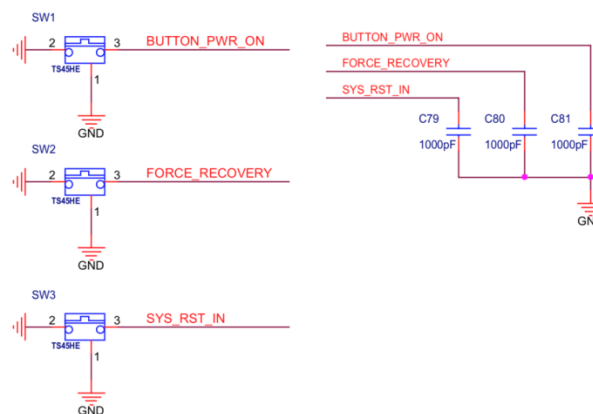 SW1
2
3
BUTTON_PWR_ON
TS45HE
1
GND
SW2
2
3
FORCE_RECOVERY
TS45HE
1
GND
SW3
2
3
SYS_RST_IN
TS45HE
1
GND
BUTTON_PWR_ON
FORCE_RECOVERY
SYS_RST_IN
C79 C80 C81
1000pF 1000pF 1000pF